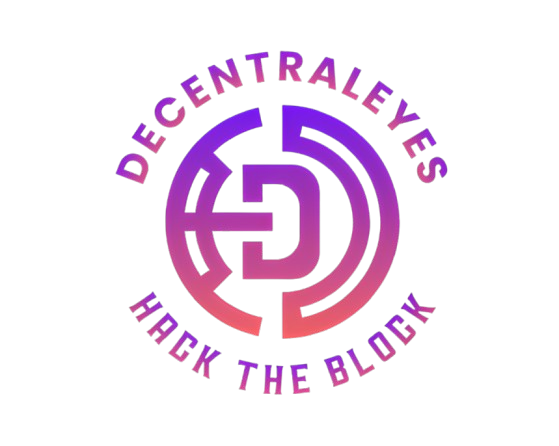 DECENTRALEYES
D
HACK THE BLOCK